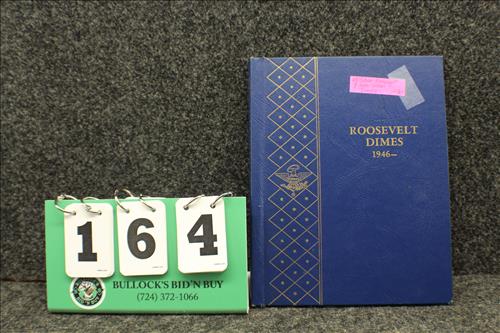 ROOSEVELT
DIMES
1946—
1 6 4
BULLOCK'S BID'N BUY
(724) 372-1066